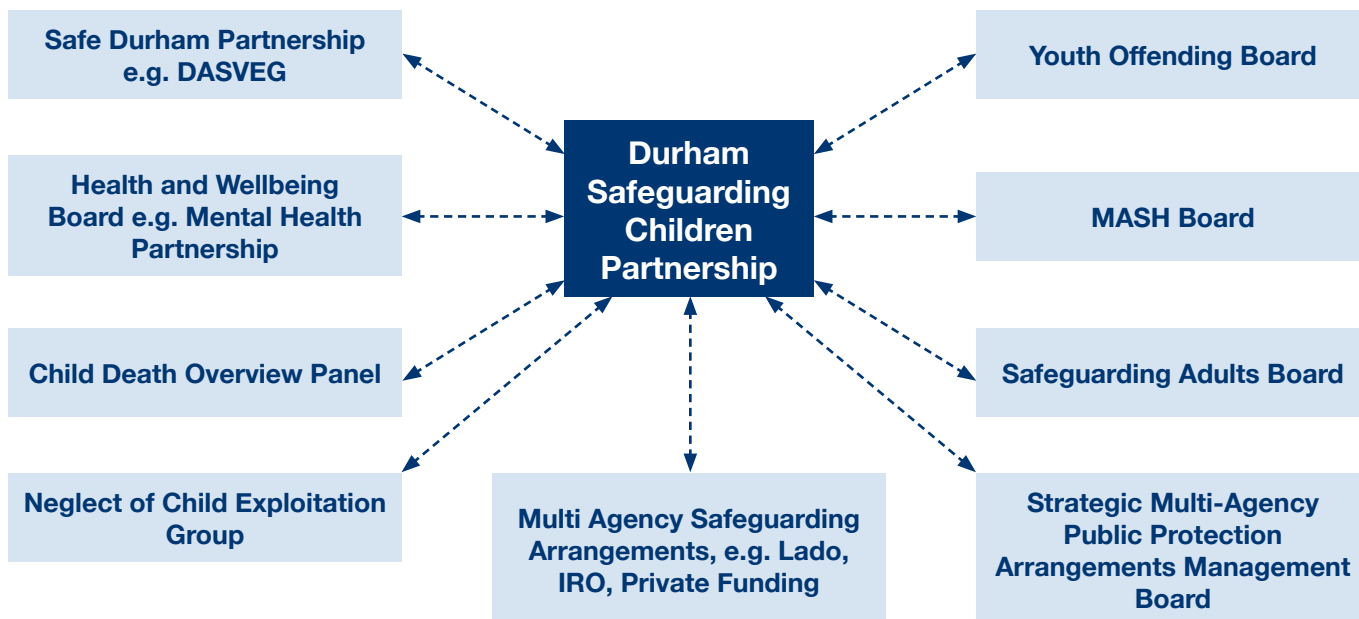 Safe Durham Partnership
e.g. DASVEG
Youth Offending Board
Durham
Safeguarding
Children
Partnership
Health and Wellbeing
Board e.g. Mental Health
Partnership
MASH Board
Child Death Overview Panel
Safeguarding Adults Board
Neglect of Child Exploitation
Group
Multi Agency Safeguarding
Arrangements, e.g. Lado,
IRO, Private Funding
Strategic Multi-Agency
Public Protection
Arrangements Management
Board